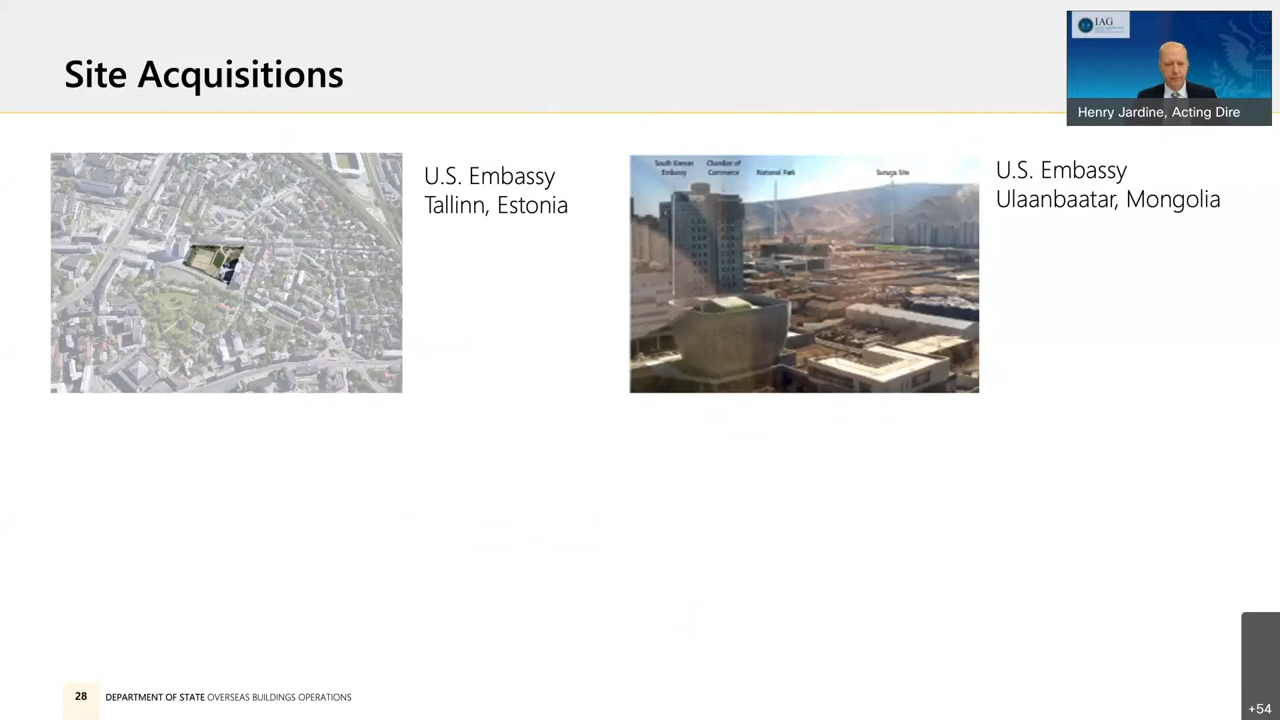 Site Acquisitions
IAG
Henry Jardine, Acting Dire
U.S. Embassy
Tallinn, Estonia
South Korean
Embassy
Chamber of
Commerce
National Park
Suruga Site
U.S. Embassy
Ulaanbaatar, Mongolia
28
DEPARTMENT OF STATE OVERSEAS BUILDINGS OPERATIONS
+54